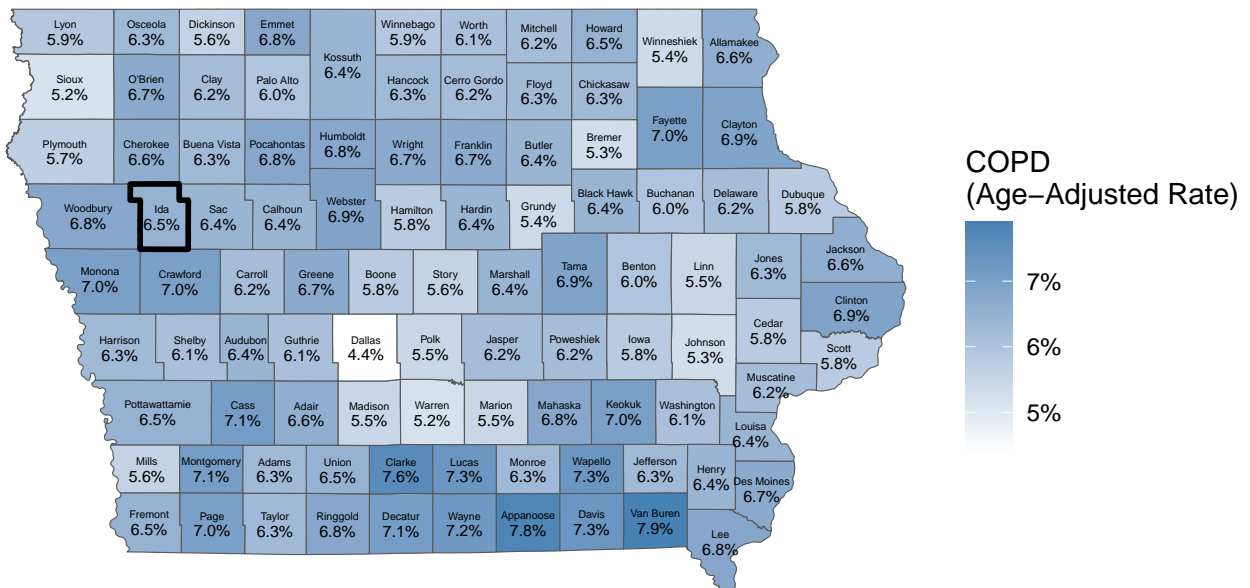 Lyon
5.9%
Osceola
6.3%
Dickinson
5.6%
Emmet
6.8%
Kossuth
6.4%
Winnebago
5.9%
Worth
6.1%
Mitchell
6.2%
Howard
6.5%
Winneshiek
5.4%
Allamakee
6.6%
Sioux
5.2%
O'Brien
6.7%
Clay
6.2%
Palo Alto
6.0%
Hancock
6.3%
Cerro Gordo
6.2%
Floyd
6.3%
Chickasaw
6.3%
Plymouth
5.7%
Cherokee
6.6%
Buena Vista
6.3%
Pocahontas
6.8%
Humboldt
6.8%
Wright
6.7%
Franklin
6.7%
Butler
6.4%
Bremer
5.3%
Fayette
7.0%
Clayton
6.9%
Woodbury
6.8%
Ida
6.5%
Sac
6.4%
Calhoun
6.4%
Webster
6.9%
Hamilton
5.8%
Hardin
6.4%
Grundy
5.4%
Black Hawk
6.4%
Buchanan
6.0%
Delaware
6.2%
Dubuque
5.8%
Monona
7.0%
Crawford
7.0%
Carroll
6.2%
Greene
6.7%
Boone
5.8%
Story
5.6%
Marshall
6.4%
Tama
6.9%
Benton
6.0%
Linn
5.5%
Jones
6.3%
Jackson
6.6%
Clinton
6.9%
Harrison
6.3%
Shelby
6.1%
Audubon
6.4%
Guthrie
6.1%
Dallas
4.4%
Polk
5.5%
Jasper
6.2%
Poweshiek
6.2%
Iowa
5.8%
Johnson
5.3%
Cedar
5.8%
Scott
5.8%
Muscatine
6.2%
Pottawattamie
6.5%
Cass
7.1%
Adair
6.6%
Madison
5.5%
Warren
5.2%
Marion
5.5%
Mahaska
6.8%
Keokuk
7.0%
Washington
6.1%
Louisa
6.4%
Mills
5.6%
Montgomery
7.1%
Adams
6.3%
Union
6.5%
Clarke
7.6%
Lucas
7.3%
Monroe
6.3%
Wapello
7.3%
Jefferson
6.3%
Henry
6.4%
Des Moines
6.7%
Fremont
6.5%
Page
7.0%
Taylor
6.3%
Ringgold
6.8%
Decatur
7.1%
Wayne
7.2%
Appanoose
7.8%
Davis
7.3%
Van Buren
7.9%
Lee
6.8%
COPD
(Age−Adjusted Rate)
7%
6%
5%